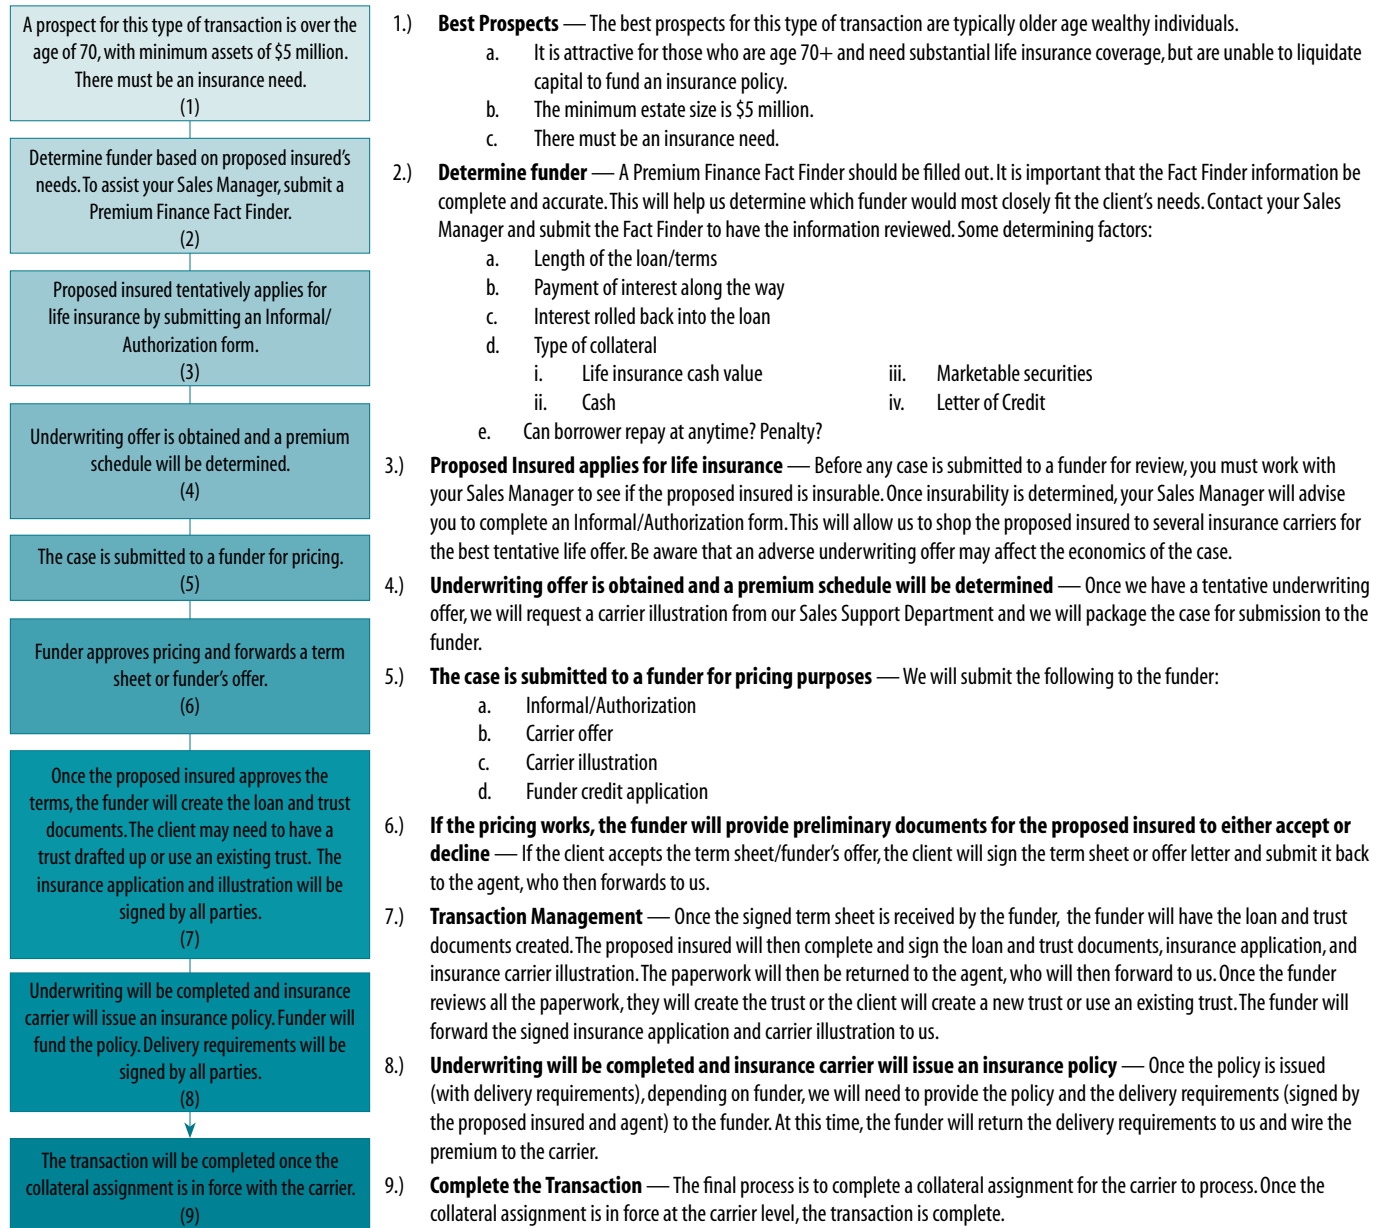 A prospect for this type of transaction is over the
age of 70, with minimum assets of $5 million.
There must be an insurance need.
(1)
Determine funder based on proposed insured's
needs. To assist your Sales Manager, submit a
Premium Finance Fact Finder.
(2)
Proposed insured tentatively applies for
life insurance by submitting an Informal/
Authorization form.
(3)
Underwriting offer is obtained and a premium
schedule will be determined.
(4)
The case is submitted to a funder for pricing.
(5)
Funder approves pricing and forwards a term
sheet or funder's offer.
(6)
Once the proposed insured approves the
terms, the funder will create the loan and trust
documents. The client may need to have a
trust drafted up or use an existing trust. The
insurance application and illustration will be
signed by all parties.
(7)
Underwriting will be completed and insurance
carrier will issue an insurance policy. Funder will
fund the policy. Delivery requirements will be
signed by all parties.
(8)
The transaction will be completed once the
collateral assignment is in force with the carrier.
(9)
1.) Best Prospects — The best prospects for this type of transaction are typically older age wealthy individuals.
a. It is attractive for those who are age 70+ and need substantial life insurance coverage, but are unable to liquidate
capital to fund an insurance policy.
b. The minimum estate size is $5 million.
c. There must be an insurance need.
2.) Determine funder — A Premium Finance Fact Finder should be filled out. It is important that the Fact Finder information be
complete and accurate. This will help us determine which funder would most closely fit the client's needs. Contact your Sales
Manager and submit the Fact Finder to have the information reviewed. Some determining factors:
a. Length of the loan/terms
b. Payment of interest along the way
c. Interest rolled back into the loan
d. Type of collateral
i. Life insurance cash value iii. Marketable securities
ii. Cash iv. Letter of Credit
e. Can borrower repay at anytime? Penalty?
3.) Proposed Insured applies for life insurance — Before any case is submitted to a funder for review, you must work with
your Sales Manager to see if the proposed insured is insurable. Once insurability is determined, your Sales Manager will advise
you to complete an Informal/Authorization form. This will allow us to shop the proposed insured to several insurance carriers for
the best tentative life offer. Be aware that an adverse underwriting offer may affect the economics of the case.
4.) Underwriting offer is obtained and a premium schedule will be determined — Once we have a tentative underwriting
offer, we will request a carrier illustration from our Sales Support Department and we will package the case for submission to the
funder.
5.) The case is submitted to a funder for pricing purposes — We will submit the following to the funder:
a. Informal/Authorization
b. Carrier offer
c. Carrier illustration
d. Funder credit application
6.) If the pricing works, the funder will provide preliminary documents for the proposed insured to either accept or
decline — If the client accepts the term sheet/funder's offer, the client will sign the term sheet or offer letter and submit it back
to the agent, who then forwards to us.
7.) Transaction Management — Once the signed term sheet is received by the funder, the funder will have the loan and trust
documents created. The proposed insured will then complete and sign the loan and trust documents, insurance application, and
insurance carrier illustration. The paperwork will then be returned to the agent, who will then forward to us. Once the funder
reviews all the paperwork, they will create the trust or the client will create a new trust or use an existing trust. The funder will
forward the signed insurance application and carrier illustration to us.
8.) Underwriting will be completed and insurance carrier will issue an insurance policy — Once the policy is issued
(with delivery requirements), depending on funder, we will need to provide the policy and the delivery requirements (signed by
the proposed insured and agent) to the funder. At this time, the funder will return the delivery requirements to us and wire the
premium to the carrier.
9.) Complete the Transaction — The final process is to complete a collateral assignment for the carrier to process. Once the
collateral assignment is in force at the carrier level, the transaction is complete.